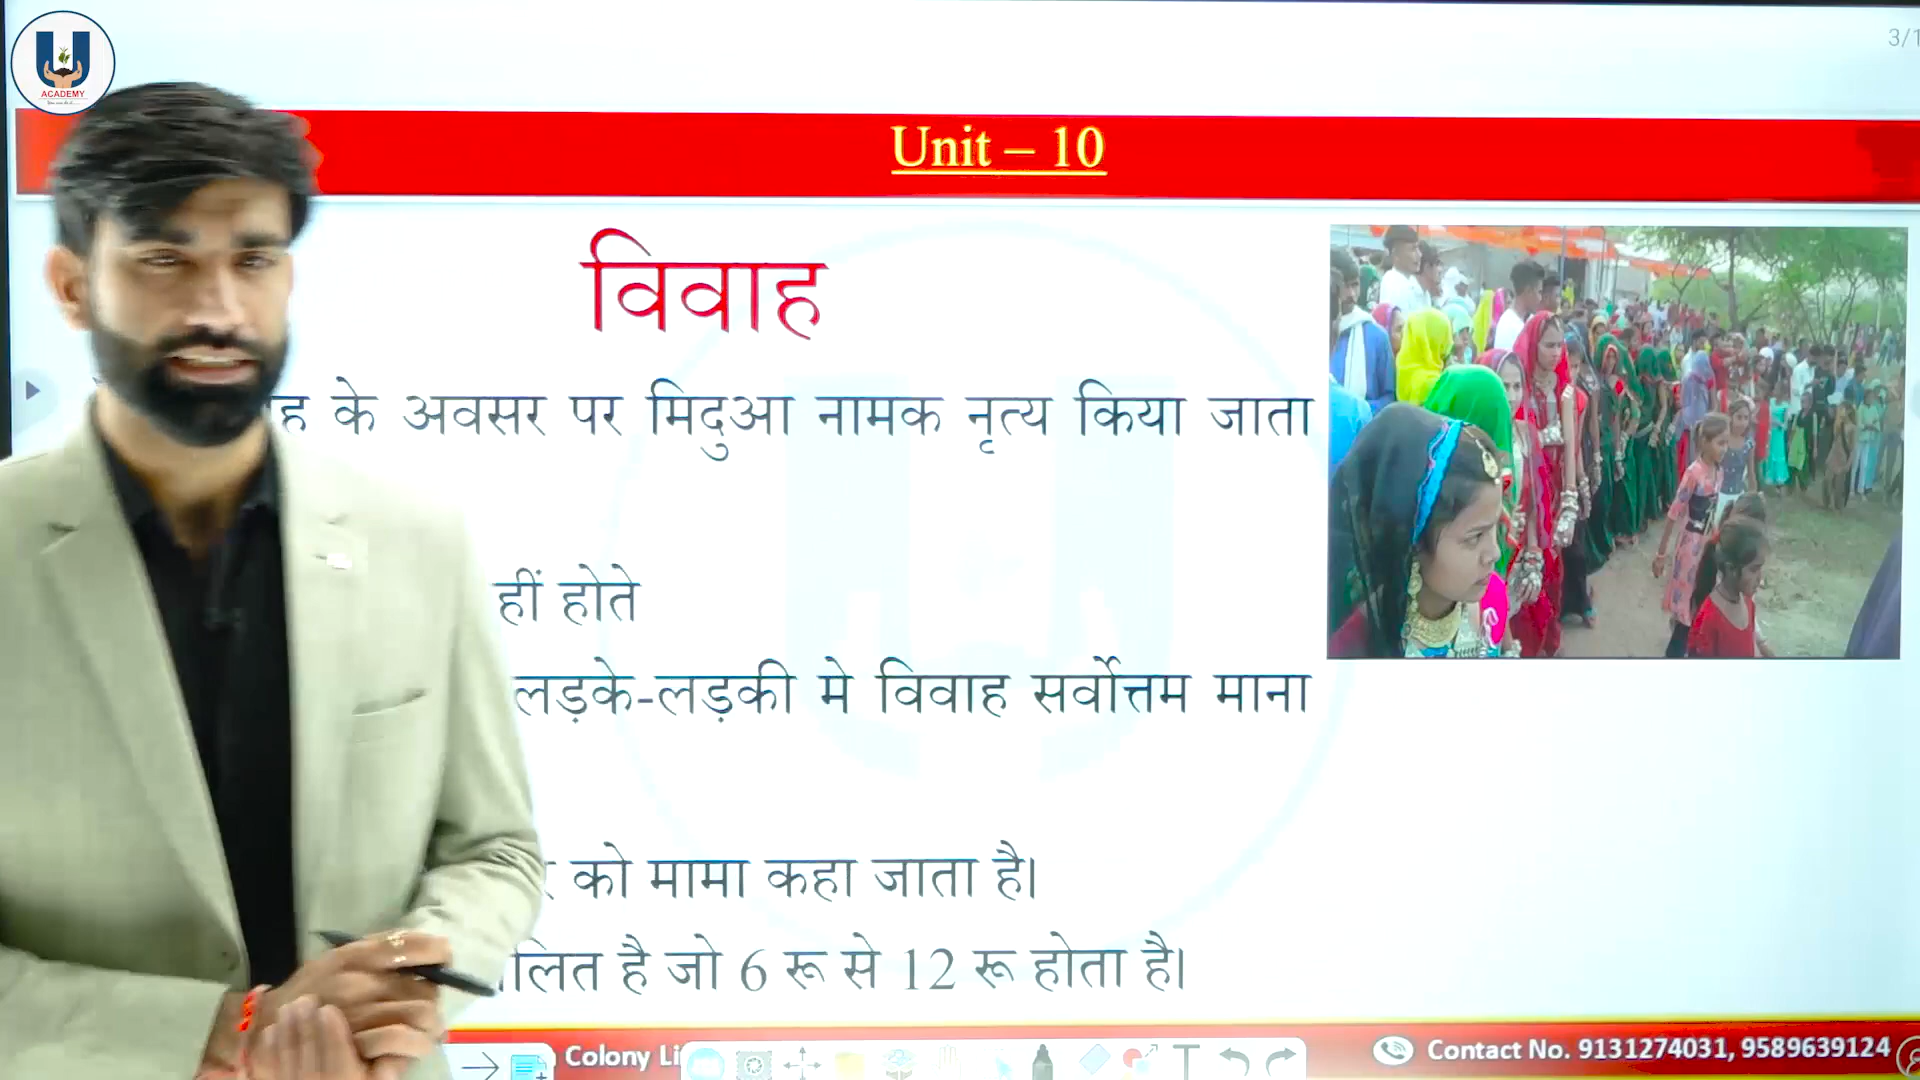 U
ACADEMY
3/1
Unit – 10
विवाह
ह के अवसर पर मिदुआ नामक नृत्य किया जाता
हीं होते
लड़के-लड़की मे विवाह सर्वोत्तम माना
को मामा कहा जाता है।
लित है जो 6 रू से 12 रू होता है।
Colony Li
Contact No. 9131274031, 9589639124